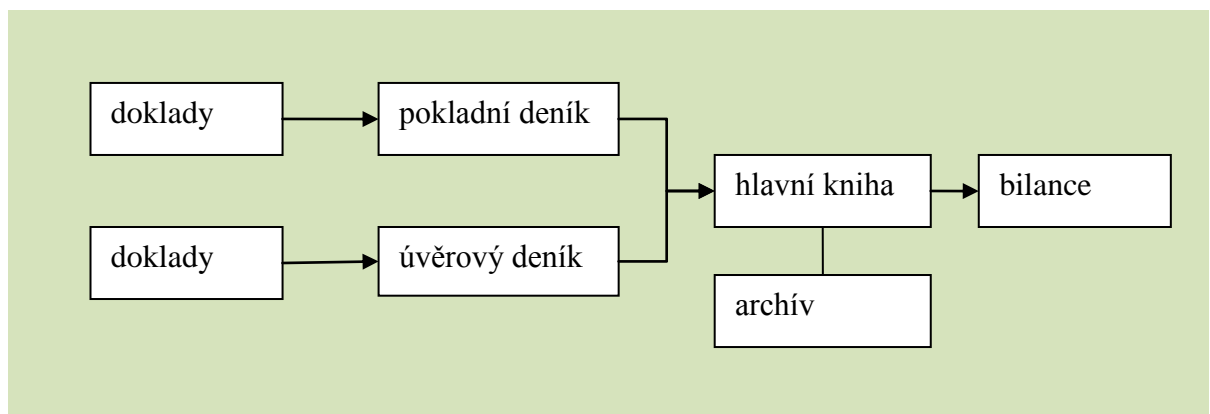 doklady
pokladní deník
hlavní kniha
bilance
doklady
úvěrový deník
archív